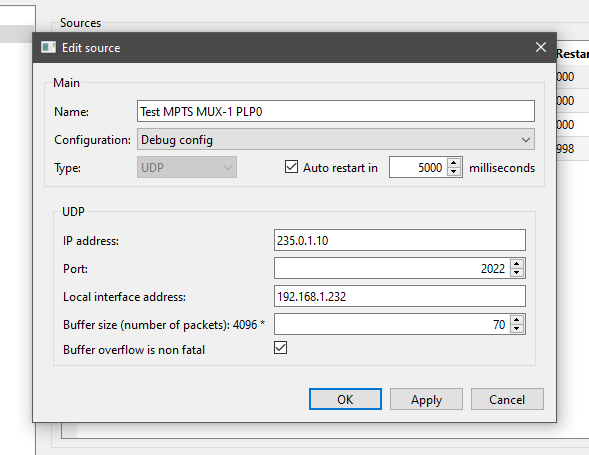 Sources
Edit source
Restar
Main
000
Name: Test MPTS MUX-1 PLP0
000
Configuration: Debug config
000
Type: UDP Auto restart in 5000 milliseconds
998
UDP
IP address: 235.0.1.10
Port: 2022
Local interface address: 192.168.1.232
Buffer size (number of packets): 4096 * 70
Buffer overflow is non fatal
OK Apply Cancel